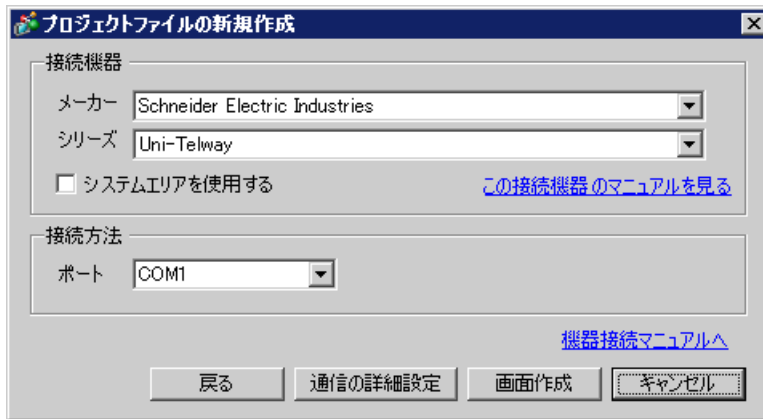 プロジェクトファイルの新規作成
接続機器
メーカー Schneider Electric Industries
シリーズ Uni-Telway
システムエリアを使用する この接続機器のマニュアルを見る
接続方法
ポート COM1
機器接続マニュアルへ
戻る 通信の詳細設定 画面作成 キャンセル